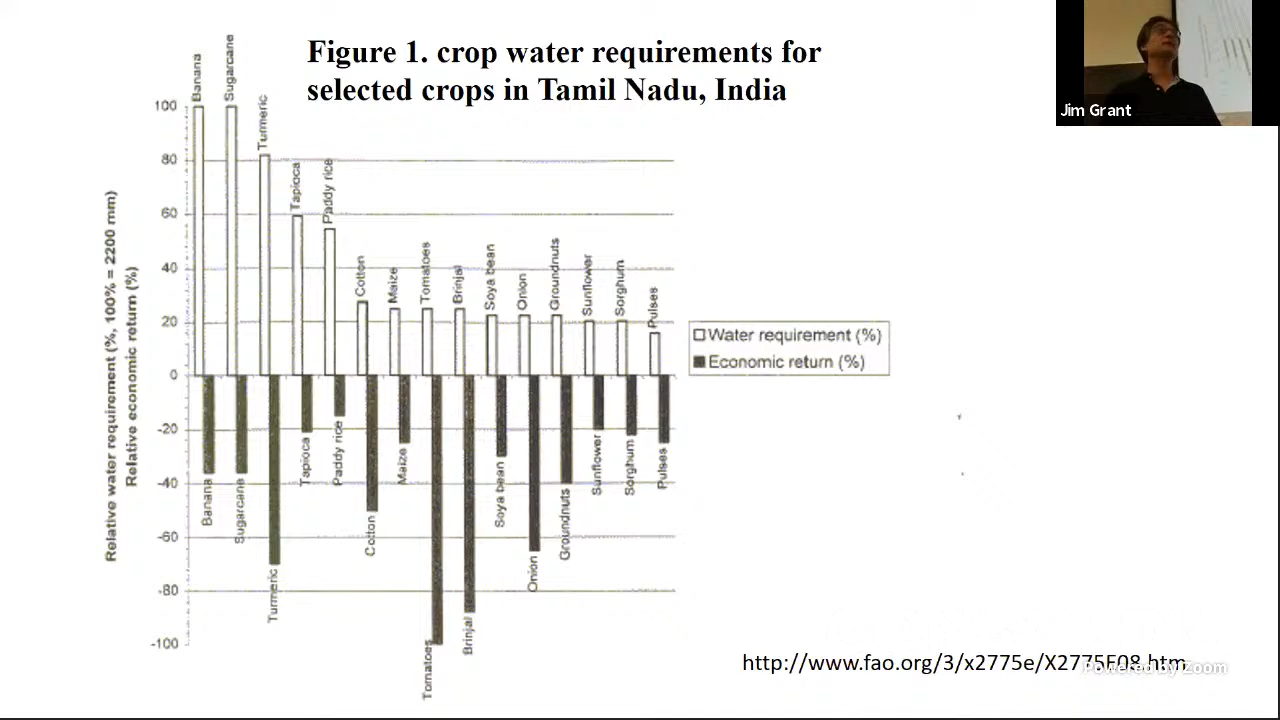 Figure 1. crop water requirements for
selected crops in Tamil Nadu, India
Jim Grant
Relative water requirement (%, 100% = 2200 mm)
Relative economic return (%)
100
80
60
40
20
0
-20
-40
-60
-80
-100
Banana
Sugarcane
Turmeric
Tapioca
Paddy rice
Cotton
Maize
Tomatoes
Brinjal
Soya bean
Onion
Groundnuts
Sunflower
Sorghum
Pulses
Water requirement (%)
Economic return (%)
Banana
Sugarcane
Turmeric
Tapioca
Paddy rice
Cotton
Maize
Tomatoes
Brinjal
Soya bean
Onion
Groundnuts
Sunflower
Sorghum
Pulses
http://www.fao.org/3/x2775e/X2775E08.htm
Powered by Zoom